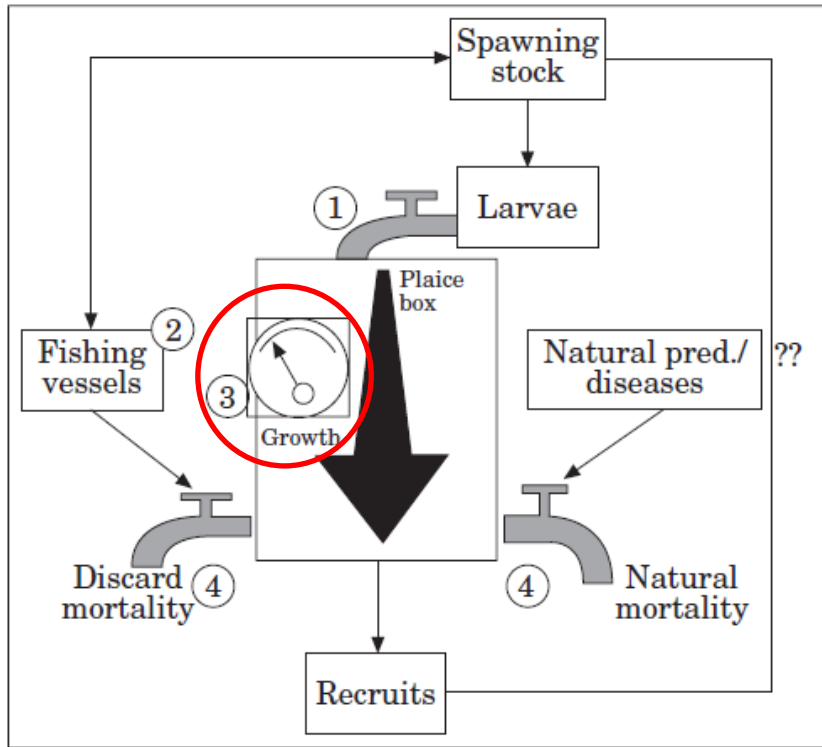 Spawning
stock
1
Larvae
Plaice
box
2
Fishing
vessels
Natural pred./
diseases
??
3
Growth
Discard
mortality
4
4
Natural
mortality
Recruits